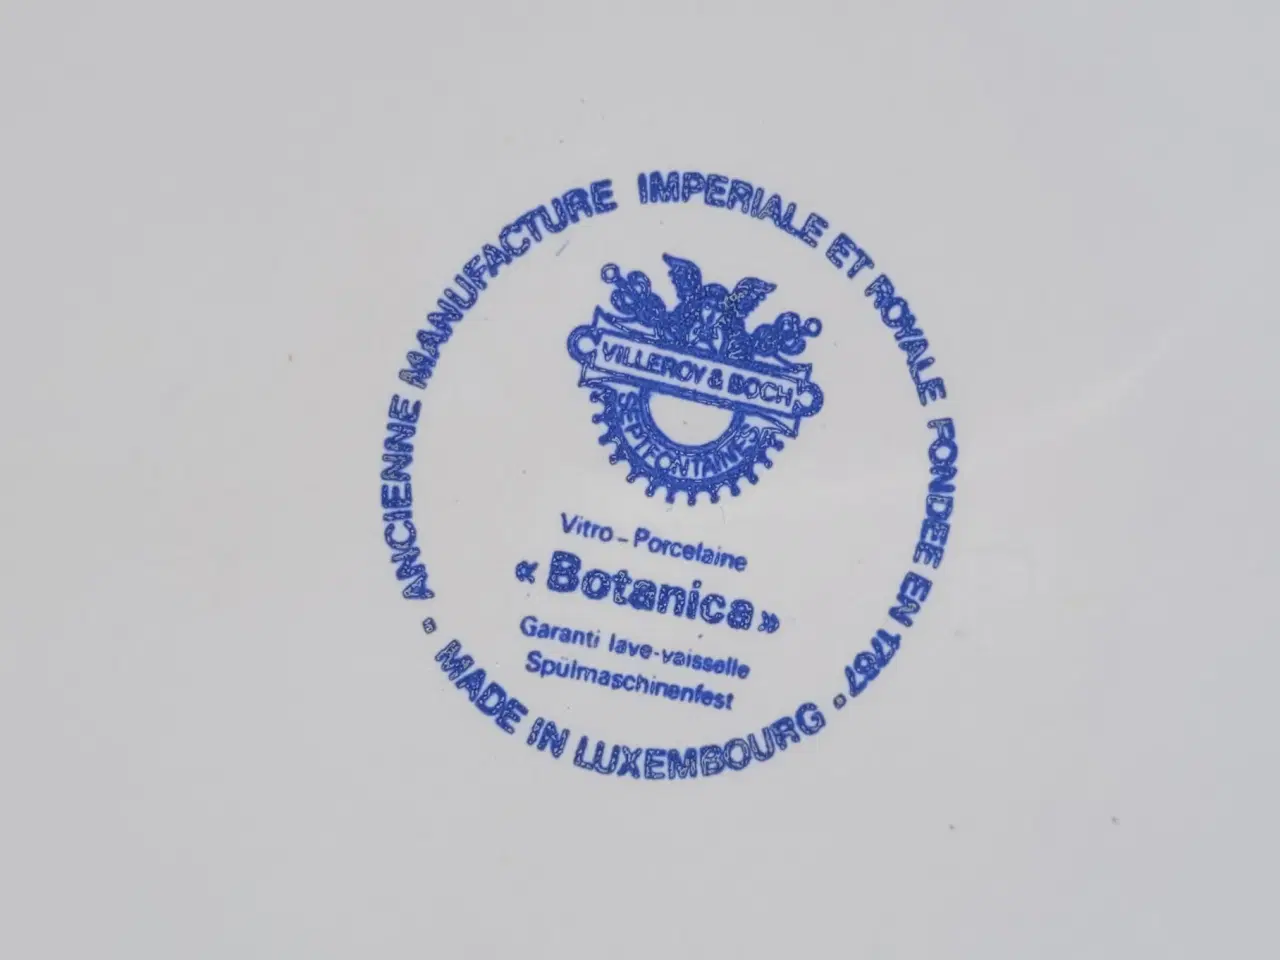 ANCIENNE MANUFACTURE IMPERIALE ET ROYALE FONDEE EN 1767 ·
MADE IN LUXEMBOURG ·
VILLEROY & BOCH
SEPTFONTAINES
Vitro-Porcelaine
«Botanica»
Garanti lave-vaisselle
Spülmaschinenfest